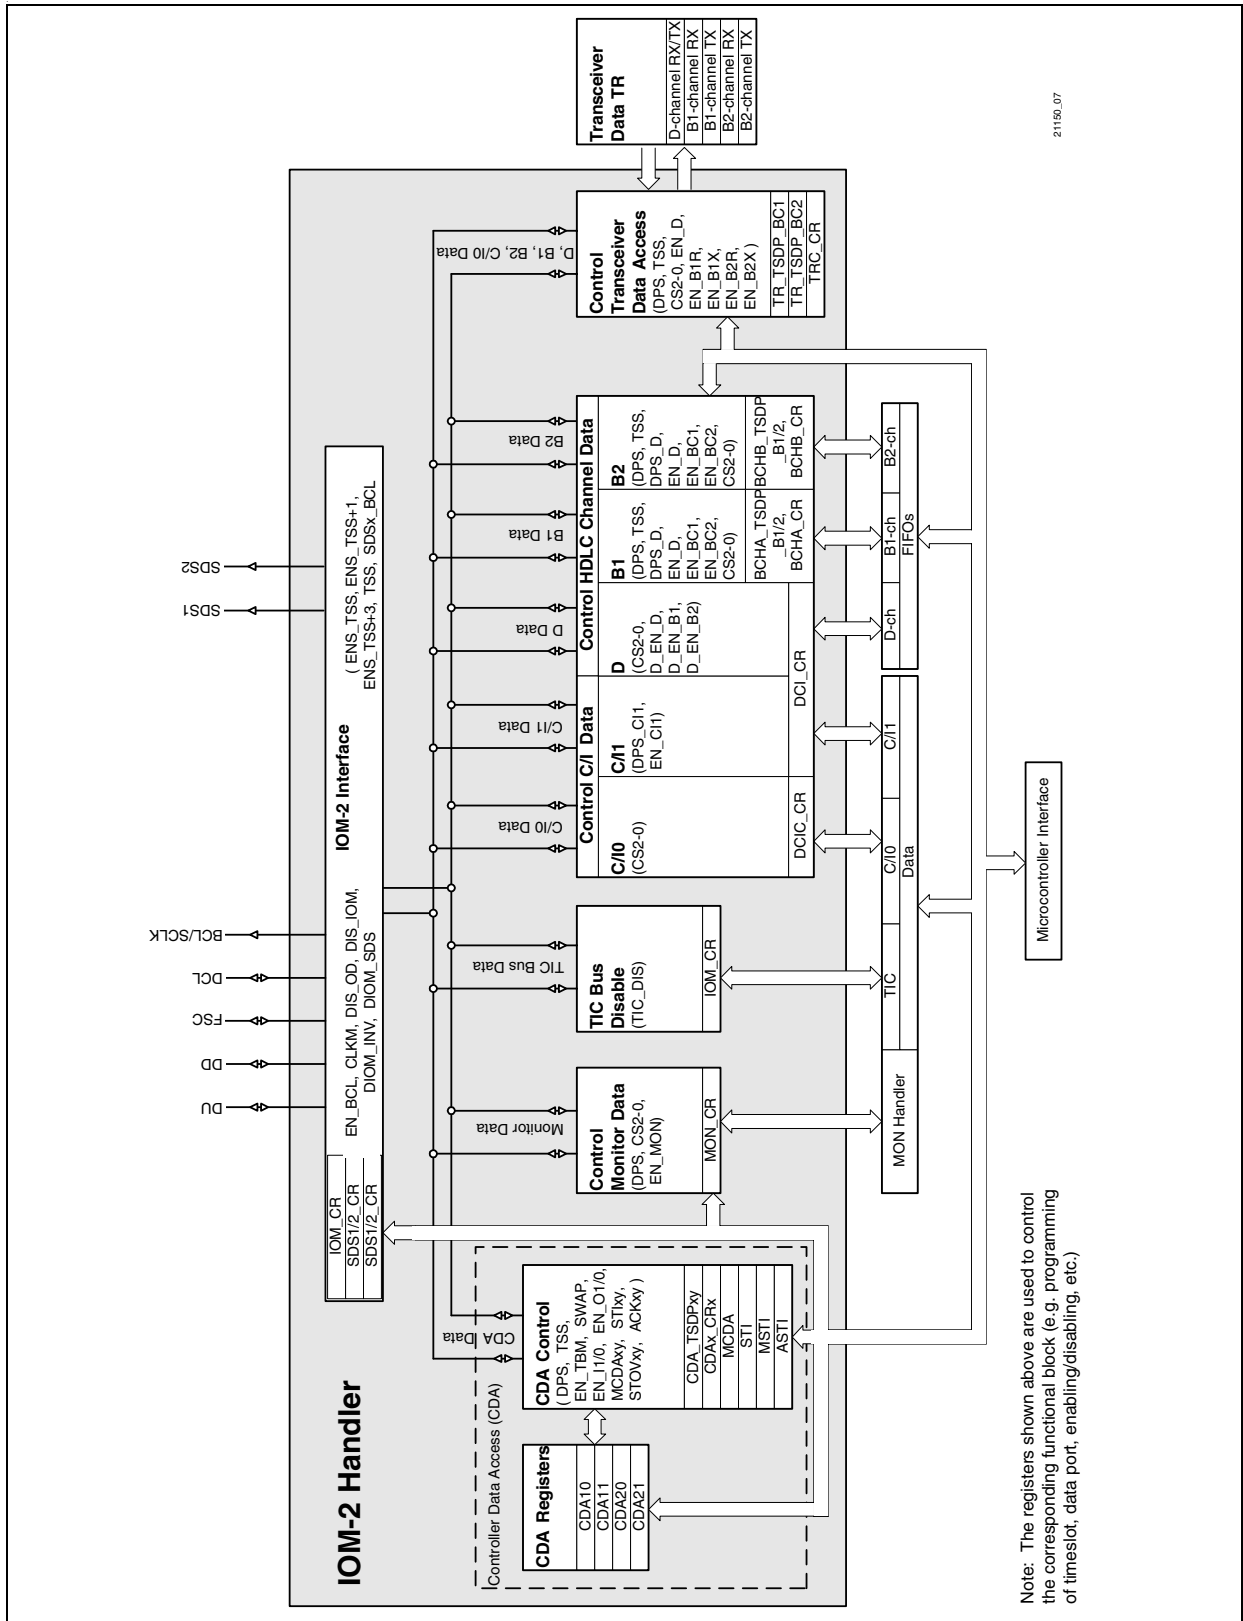 IOM-2 Handler
SDS2
SDS1
BCL/SCLK
DCL
FSC
DD
DU
IOM-2 Interface
IOM_CR
SDS1/2_CR
SDS1/2_CR
EN_BCL, CLKM, DIS_OD, DIS_IOM,
DIOM_INV, DIOM_SDS
( ENS_TSS, ENS_TSS+1,
ENS_TSS+3, TSS, SDSx_BCL
Controller Data Access (CDA)
CDA Registers
CDA10
CDA11
CDA20
CDA21
CDA Data
CDA Control
( DPS, TSS,
EN_TBM, SWAP,
EN_I1/0, EN_O1/0,
MCDAxy, STIxy,
STOVxy, ACKxy )
CDA_TSDPxy
CDAx_CRx
MCDA
STI
MSTI
ASTI
Monitor Data
Control
Monitor Data
(DPS, CS2-0,
EN_MON)
MON_CR
TIC Bus Data
TIC Bus
Disable
(TIC_DIS)
IOM_CR
C/I0 Data
C/I1 Data
D Data
B1 Data
B2 Data
Control C/I Data
C/I0
(CS2-0)
DCIC_CR
C/I1
(DPS_CI1,
EN_CI1)
Control HDLC Channel Data
D
(CS2-0,
D_EN_D,
D_EN_B1,
D_EN_B2)
DCI_CR
B1
(DPS, TSS,
DPS_D,
EN_D,
EN_BC1,
EN_BC2,
CS2-0)
BCHA_TSDP
_B1/2,
BCHA_CR
B2
(DPS, TSS,
DPS_D,
EN_D,
EN_BC1,
EN_BC2,
CS2-0)
BCHB_TSDP
_B1/2,
BCHB_CR
D, B1, B2, C/I0 Data
Control
Transceiver
Data Access
(DPS, TSS,
CS2-0, EN_D,
EN_B1R,
EN_B1X,
EN_B2R,
EN_B2X )
TR_TSDP_BC1
TR_TSDP_BC2
TRC_CR
Transceiver
Data TR
D-channel RX/TX
B1-channel RX
B1-channel TX
B2-channel RX
B2-channel TX
MON Handler
TIC
C/I0
C/I1
Data
D-ch
B1-ch
B2-ch
FIFOs
Microcontroller Interface
Note: The registers shown above are used to control
the corresponding functional block (e.g. programming
of timeslot, data port, enabling/disabling, etc.)
21150_07